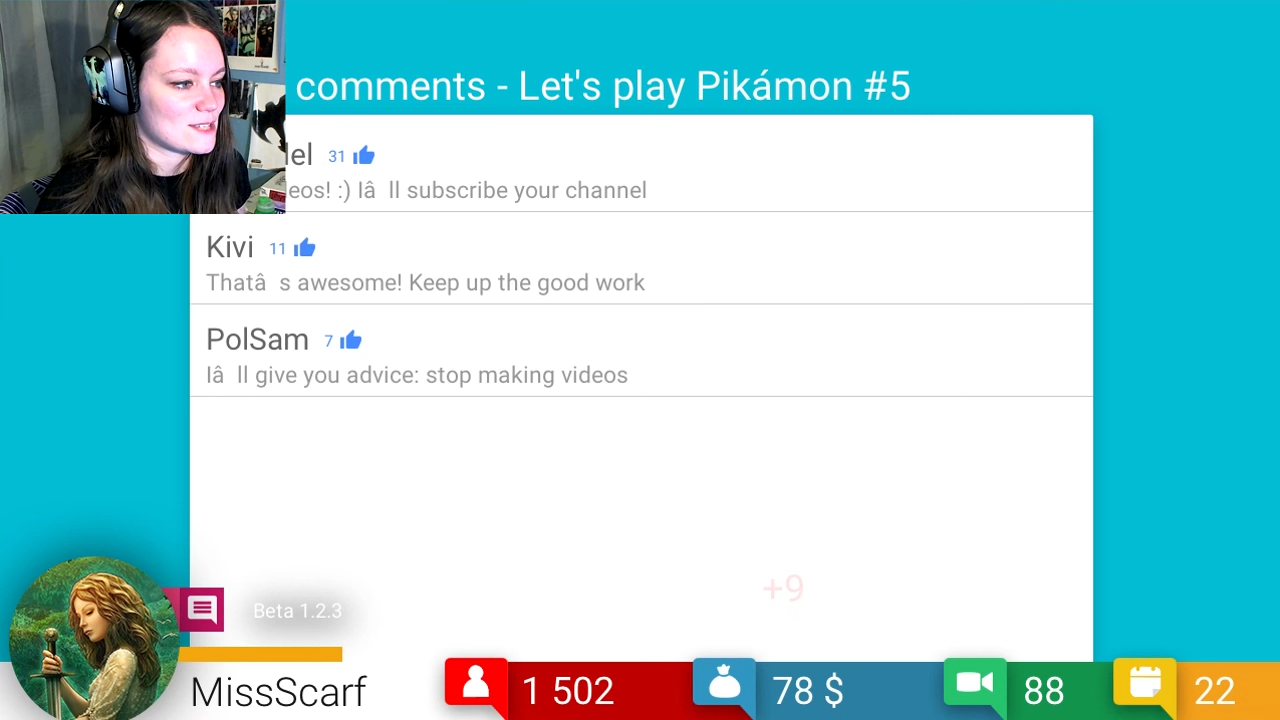 comments - Let's play Pikámon #5
31
:) Iâ ll subscribe your channel
Kivi 11
Thatâ s awesome! Keep up the good work
PolSam 7
Iâ ll give you advice: stop making videos
+9
Beta 1.2.3
MissScarf
1 502
78 $
88
22